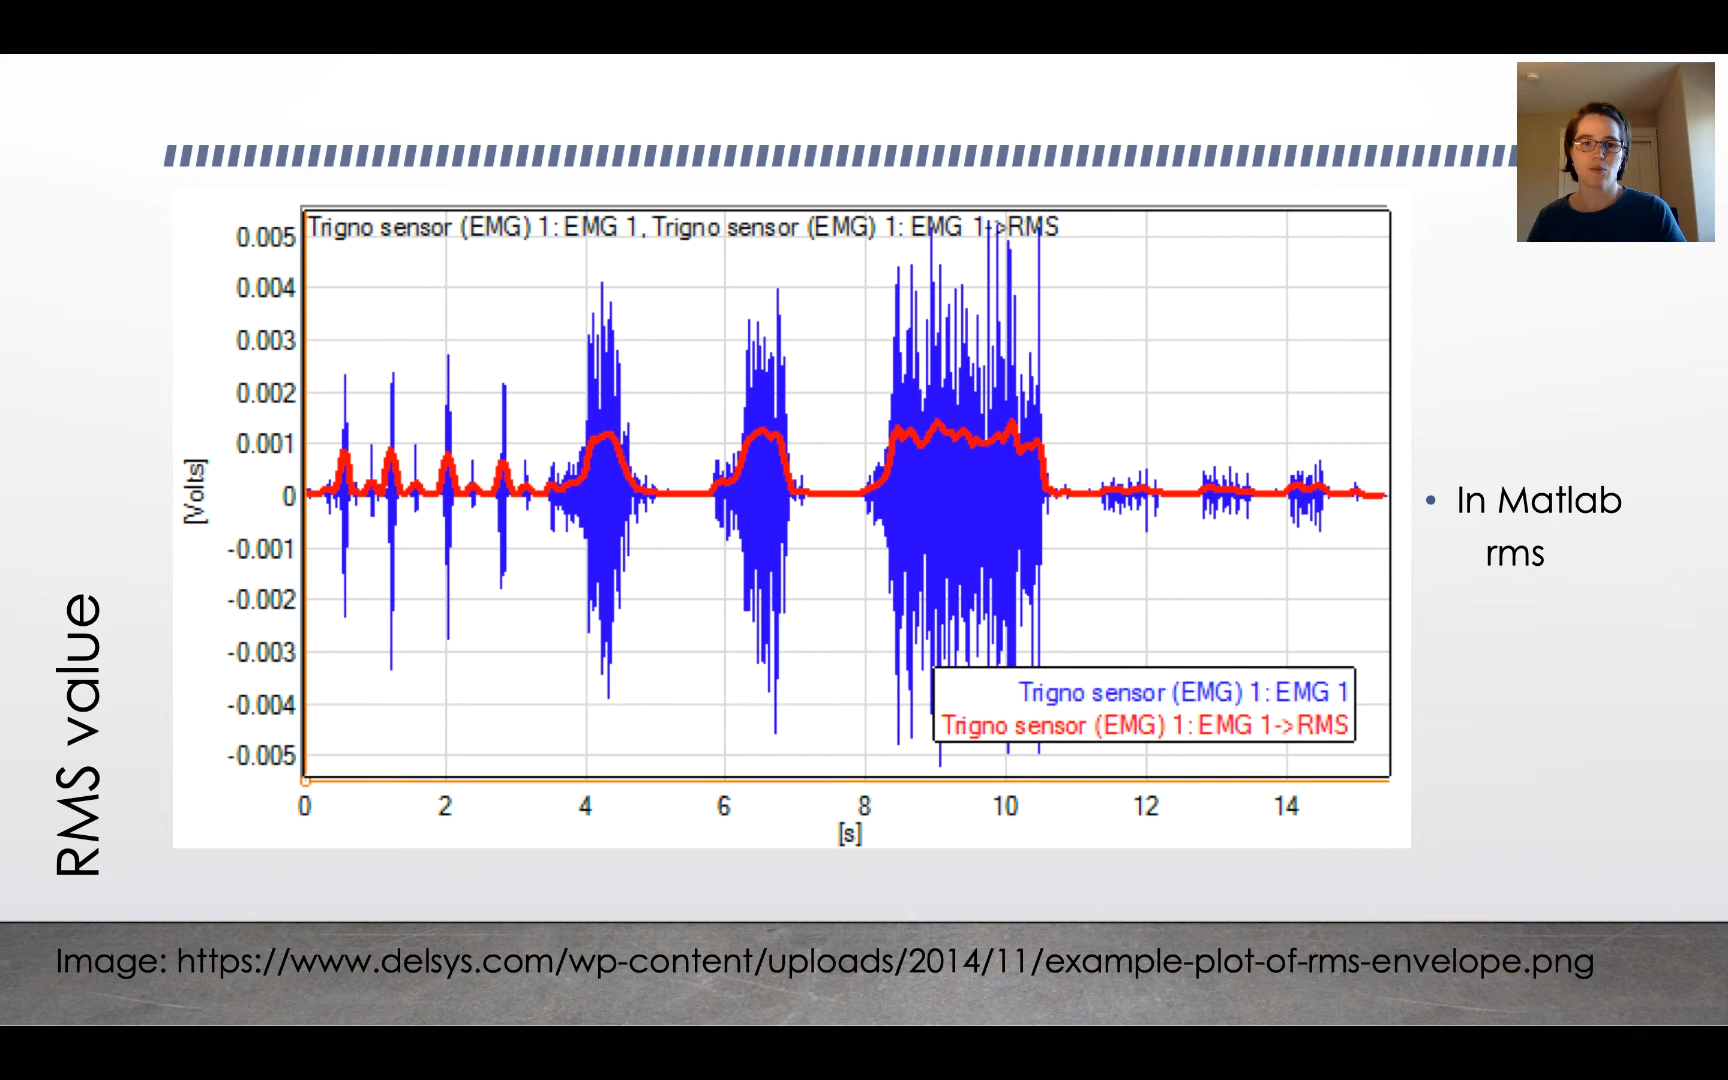 RMS value
Trigno sensor (EMG) 1: EMG 1, Trigno sensor (EMG) 1: EMG 1->RMS
0.005
0.004
0.003
0.002
0.001
0
-0.001
-0.002
-0.003
-0.004
-0.005
[Volts]
Trigno sensor (EMG) 1: EMG 1
Trigno sensor (EMG) 1: EMG 1->RMS
0 2 4 6 8 10 12 14
[s]
• In Matlab
rms
Image: https://www.delsys.com/wp-content/uploads/2014/11/example-plot-of-rms-envelope.png